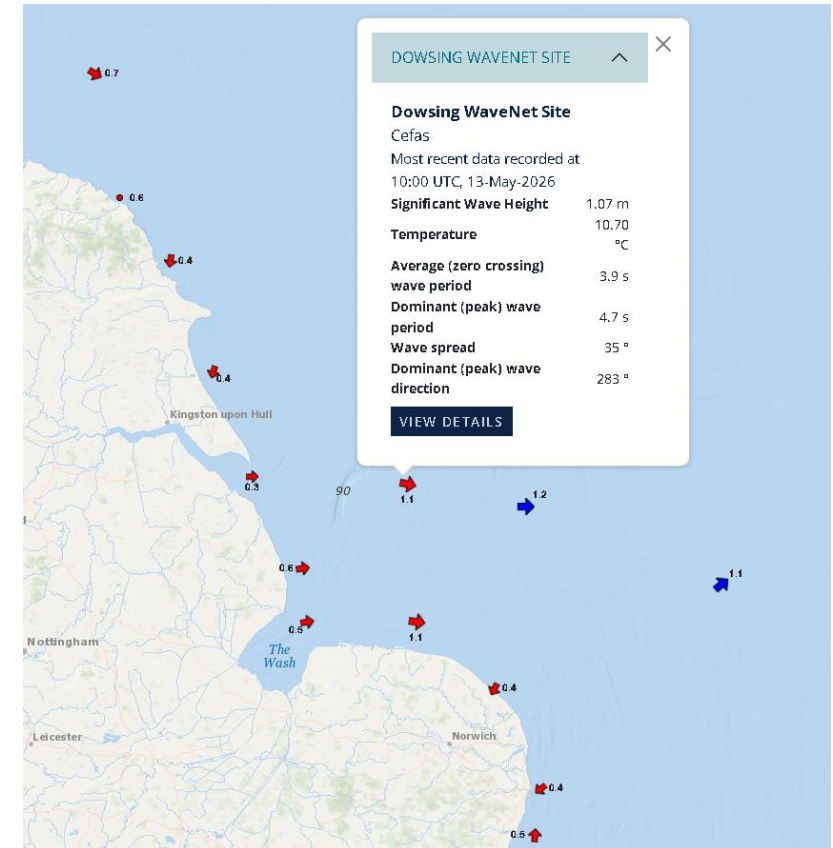 DOWSING WAVENET SITE
Dowsing WaveNet Site
Cefas
Most recent data recorded at
10:00 UTC, 13-May-2026
Significant Wave Height 1.07 m
Temperature 10.70
°C
Average (zero crossing)
wave period 3.9 s
Dominant (peak) wave
period 4.7 s
Wave spread 35 °
Dominant (peak) wave
direction 283 °
VIEW DETAILS
0.7
0.6
0.4
0.4
Kingston upon Hull
0.3
90
1.1
1.2
0.6
1.1
0.5
1.1
Nottingham
The
Wash
0.4
Leicester
Norwich
0.4
0.5